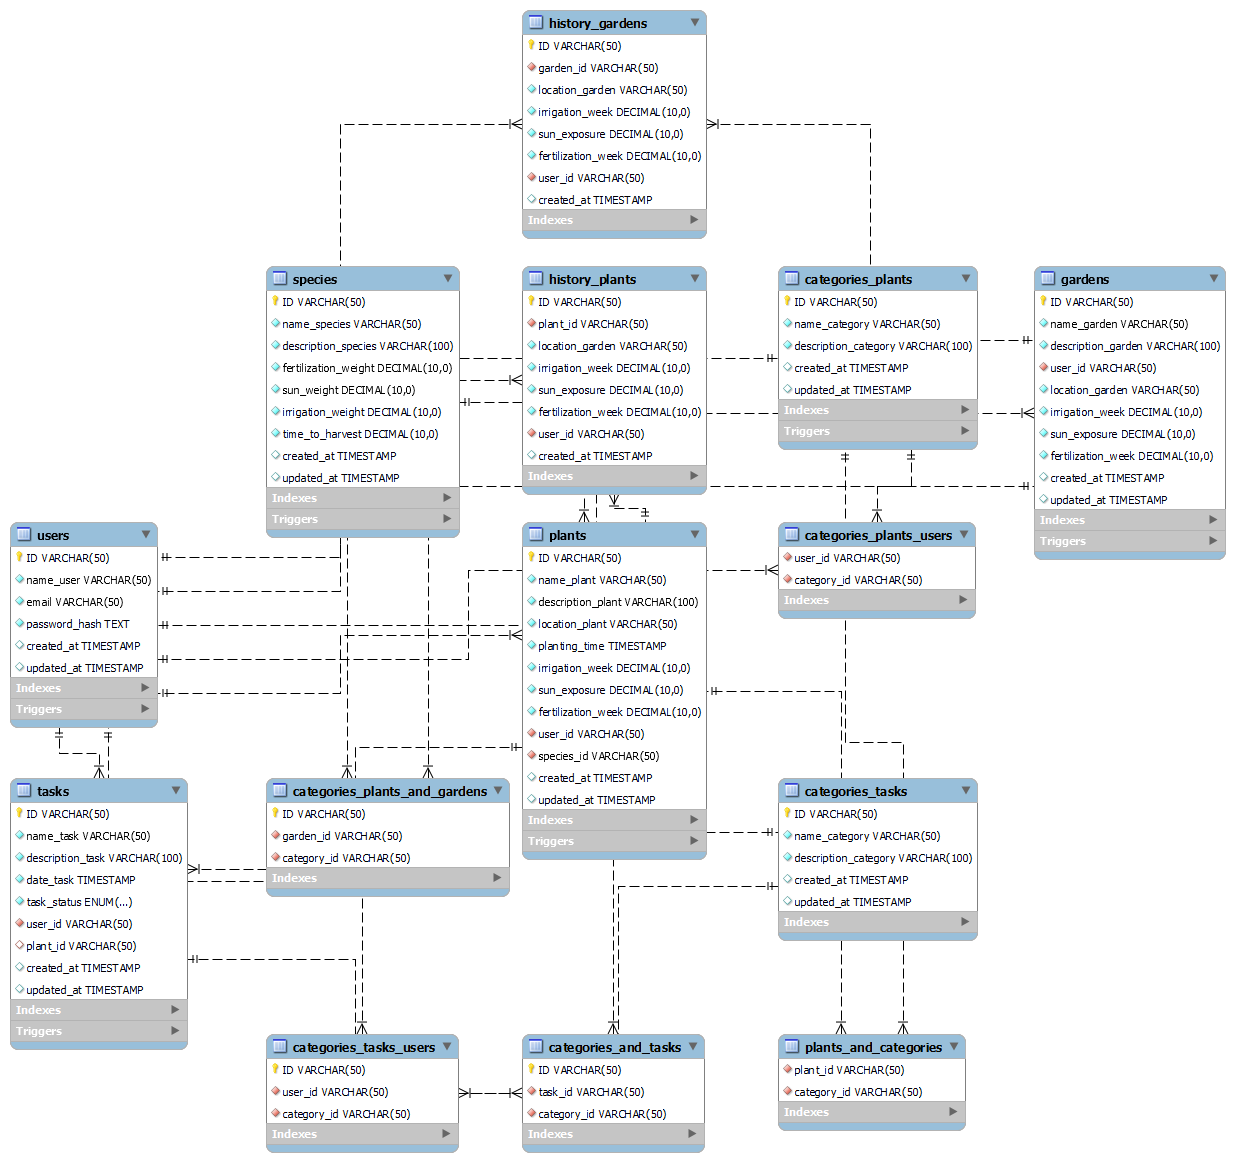 history_gardens
ID VARCHAR(50)
garden_id VARCHAR(50)
location_garden VARCHAR(50)
irrigation_week DECIMAL(10,0)
sun_exposure DECIMAL(10,0)
fertilization_week DECIMAL(10,0)
user_id VARCHAR(50)
created_at TIMESTAMP
Indexes
species
ID VARCHAR(50)
name_species VARCHAR(50)
description_species VARCHAR(100)
fertilization_weight DECIMAL(10,0)
sun_weight DECIMAL(10,0)
irrigation_weight DECIMAL(10,0)
time_to_harvest DECIMAL(10,0)
created_at TIMESTAMP
updated_at TIMESTAMP
Indexes
Triggers
history_plants
ID VARCHAR(50)
plant_id VARCHAR(50)
location_garden VARCHAR(50)
irrigation_week DECIMAL(10,0)
sun_exposure DECIMAL(10,0)
fertilization_week DECIMAL(10,0)
user_id VARCHAR(50)
created_at TIMESTAMP
Indexes
categories_plants
ID VARCHAR(50)
name_category VARCHAR(50)
description_category VARCHAR(100)
created_at TIMESTAMP
updated_at TIMESTAMP
Indexes
Triggers
gardens
ID VARCHAR(50)
name_garden VARCHAR(50)
description_garden VARCHAR(100)
user_id VARCHAR(50)
location_garden VARCHAR(50)
irrigation_week DECIMAL(10,0)
sun_exposure DECIMAL(10,0)
fertilization_week DECIMAL(10,0)
created_at TIMESTAMP
updated_at TIMESTAMP
Indexes
Triggers
users
ID VARCHAR(50)
name_user VARCHAR(50)
email VARCHAR(50)
password_hash TEXT
created_at TIMESTAMP
updated_at TIMESTAMP
Indexes
Triggers
plants
ID VARCHAR(50)
name_plant VARCHAR(50)
description_plant VARCHAR(100)
location_plant VARCHAR(50)
planting_time TIMESTAMP
irrigation_week DECIMAL(10,0)
sun_exposure DECIMAL(10,0)
fertilization_week DECIMAL(10,0)
user_id VARCHAR(50)
species_id VARCHAR(50)
created_at TIMESTAMP
updated_at TIMESTAMP
Indexes
Triggers
categories_plants_users
user_id VARCHAR(50)
category_id VARCHAR(50)
Indexes
tasks
ID VARCHAR(50)
name_task VARCHAR(50)
description_task VARCHAR(100)
date_task TIMESTAMP
task_status ENUM(...)
user_id VARCHAR(50)
plant_id VARCHAR(50)
created_at TIMESTAMP
updated_at TIMESTAMP
Indexes
Triggers
categories_plants_and_gardens
ID VARCHAR(50)
garden_id VARCHAR(50)
category_id VARCHAR(50)
Indexes
categories_tasks
ID VARCHAR(50)
name_category VARCHAR(50)
description_category VARCHAR(100)
created_at TIMESTAMP
updated_at TIMESTAMP
Indexes
categories_tasks_users
ID VARCHAR(50)
user_id VARCHAR(50)
category_id VARCHAR(50)
Indexes
categories_and_tasks
ID VARCHAR(50)
task_id VARCHAR(50)
category_id VARCHAR(50)
Indexes
plants_and_categories
plant_id VARCHAR(50)
category_id VARCHAR(50)
Indexes